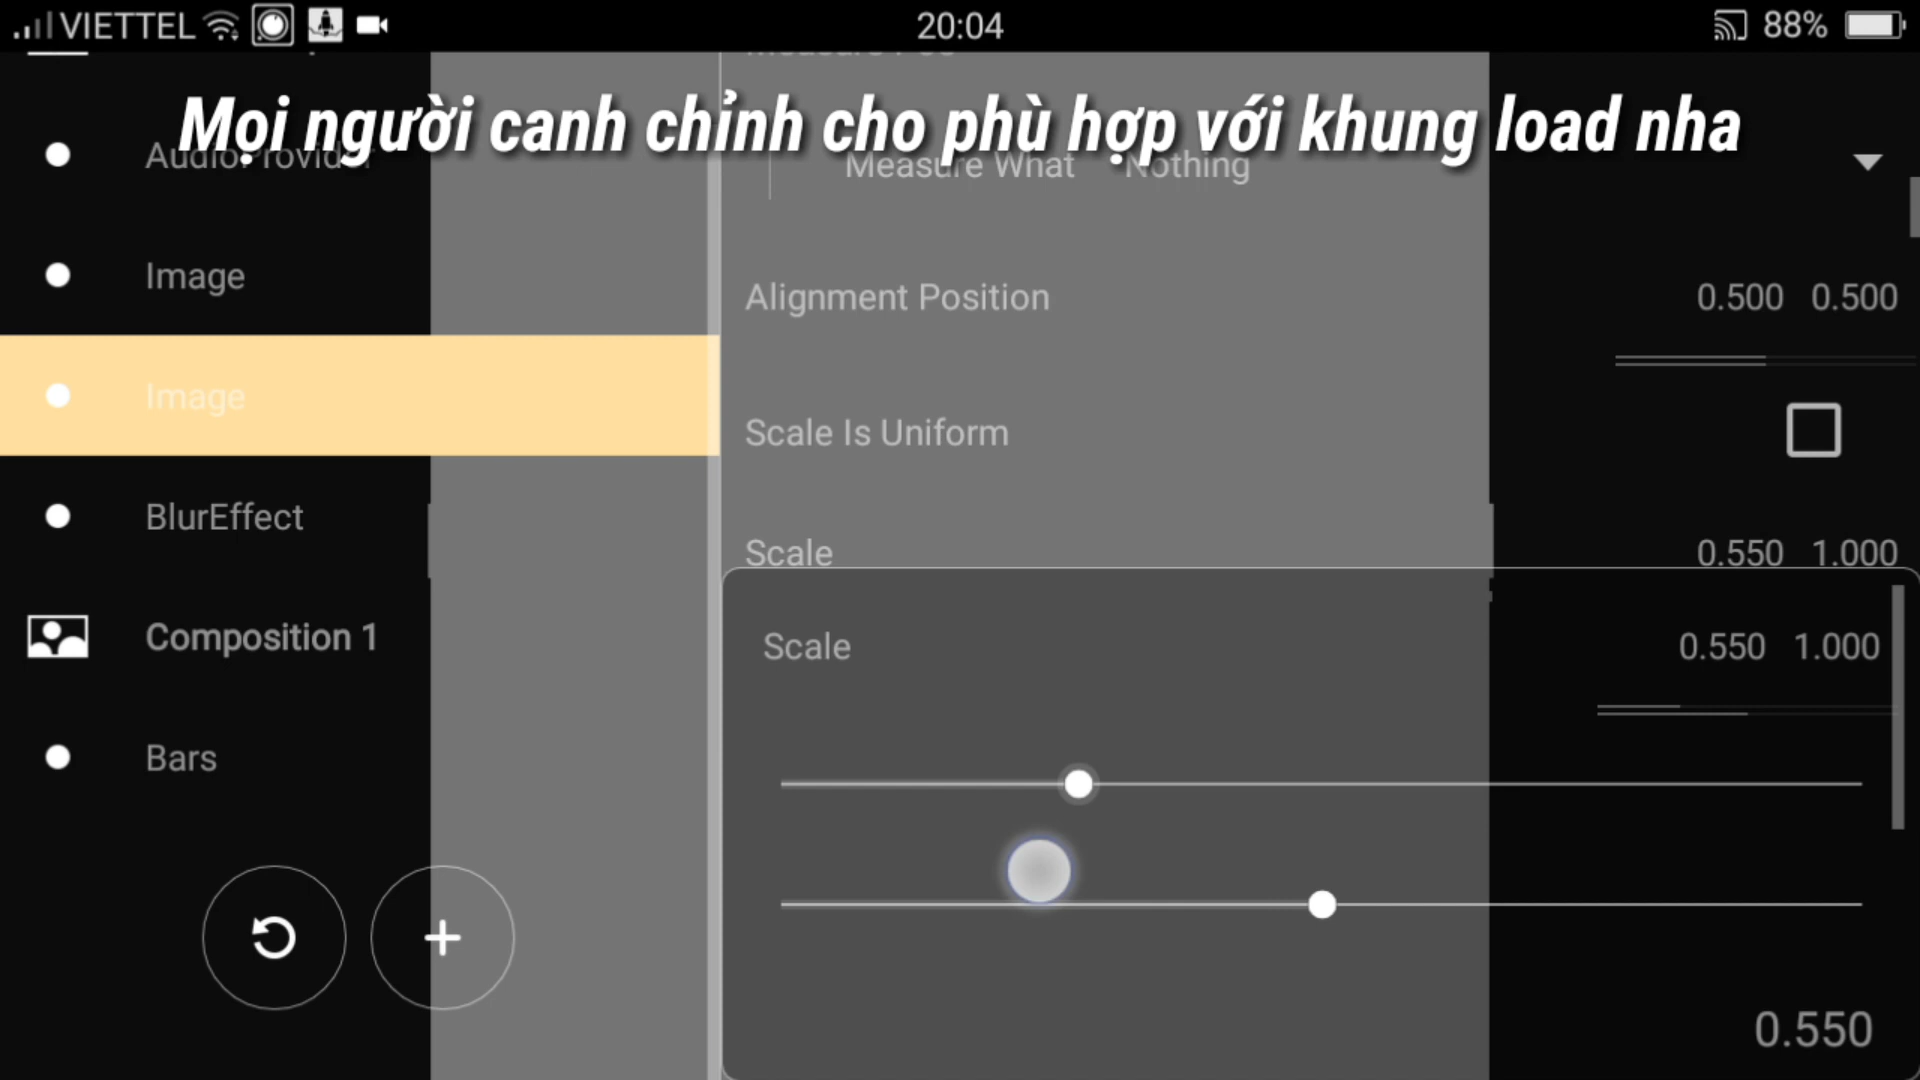 VIETTEL 20:04 88%
Mọi người canh chỉnh cho phù hợp với khung load nha
AudioProvider
Measure What Nothing
Image
Alignment Position 0.500 0.500
Image
Scale Is Uniform
BlurEffect
Scale 0.550 1.000
Composition 1
Scale 0.550 1.000
Bars
0.550